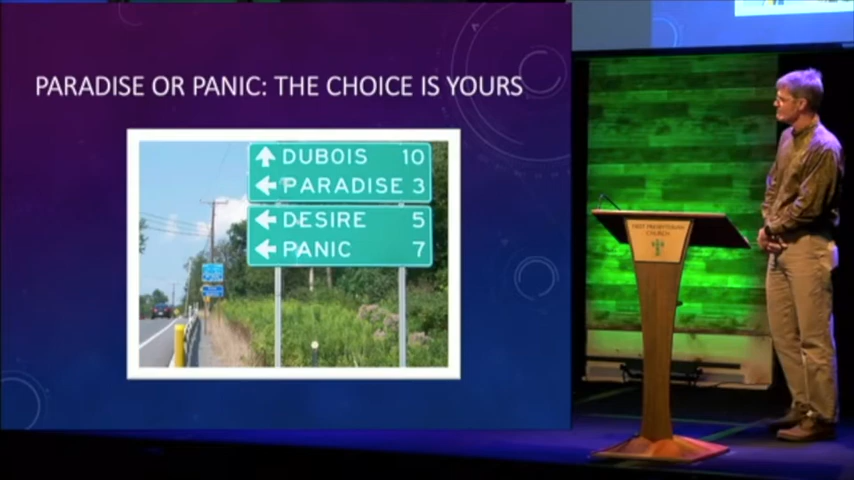 PARADISE OR PANIC: THE CHOICE IS YOURS
DUBOIS 10
PARADISE 3
DESIRE 5
PANIC 7
FIRST PRESBYTERIAN
CHURCH